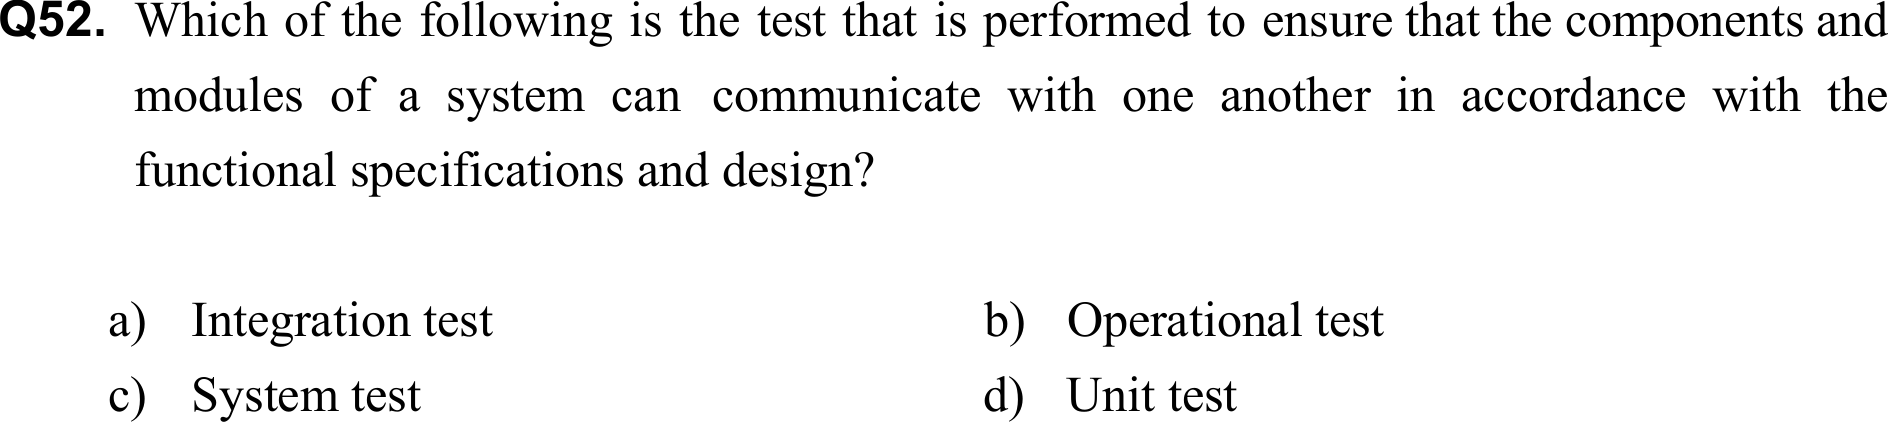 Q52. Which of the following is the test that is performed to ensure that the components and
modules of a system can communicate with one another in accordance with the
functional specifications and design?
a) Integration test b) Operational test
c) System test d) Unit test